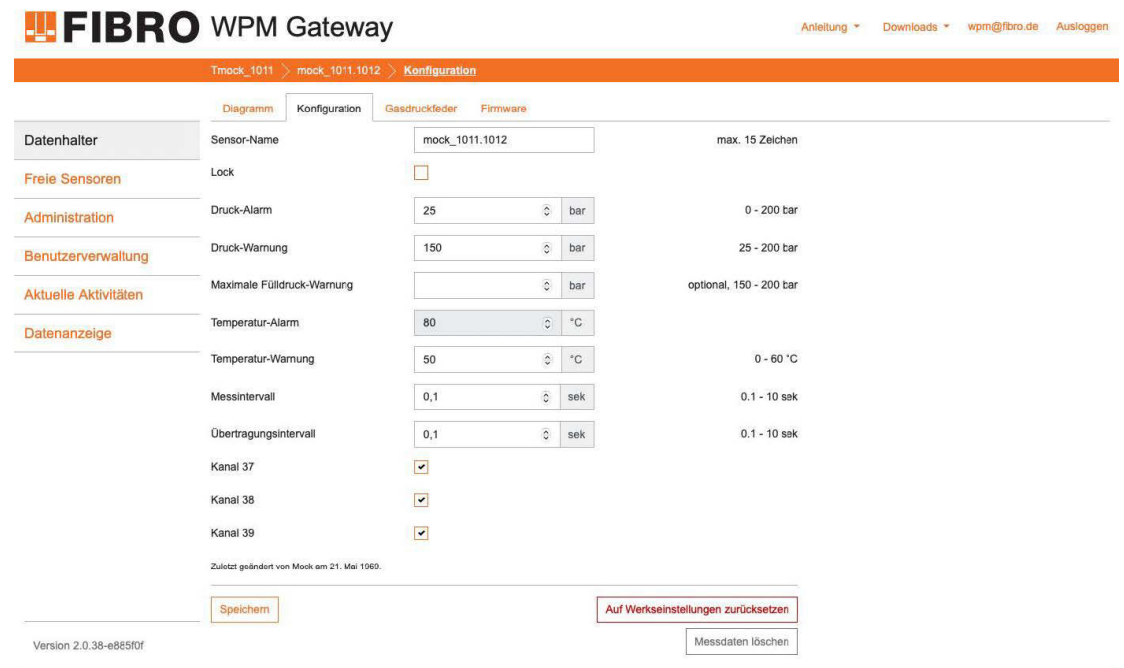 FIBRO WPM Gateway
Anleitung Downloads wpm@fibro.de Ausloggen
Tmock_1011 mock_1011.1012 Konfiguration
Diagramm Konfiguration Gasdruckfeder Firmware
Datenhalter
Freie Sensoren
Administration
Benutzerverwaltung
Aktuelle Aktivitäten
Datenanzeige
Sensor-Name mock_1011.1012 max. 15 Zeichen
Lock
Druck-Alarm 25 bar 0 - 200 bar
Druck-Warnung 150 bar 25 - 200 bar
Maximale Fülldruck-Warnung bar optional, 150 - 200 bar
Temperatur-Alarm 80 °C
Temperatur-Warnung 50 °C 0 - 60 °C
Messintervall 0,1 sek 0.1 - 10 sek
Übertragungsintervall 0,1 sek 0.1 - 10 sek
Kanal 37
Kanal 38
Kanal 39
Zuletzt geändert von Mock am 21. Mai 1969.
Speichern Auf Werkseinstellungen zurücksetzen
Messdaten löschen
Version 2.0.38-e885f0f